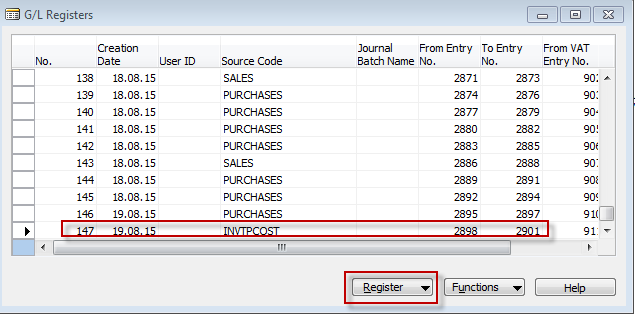 G/L Registers
No. Creation Date User ID Source Code Journal Batch Name From Entry No. To Entry No. From VAT Entry No.
138 18.08.15 SALES 2871 2873 902
139 18.08.15 PURCHASES 2874 2876 903
140 18.08.15 PURCHASES 2877 2879 904
141 18.08.15 PURCHASES 2880 2882 905
142 18.08.15 PURCHASES 2883 2885 906
143 18.08.15 SALES 2886 2888 907
144 18.08.15 PURCHASES 2889 2891 908
145 18.08.15 PURCHASES 2892 2894 909
146 19.08.15 PURCHASES 2895 2897 910
147 19.08.15 INVTPCOST 2898 2901 911
Register Functions Help